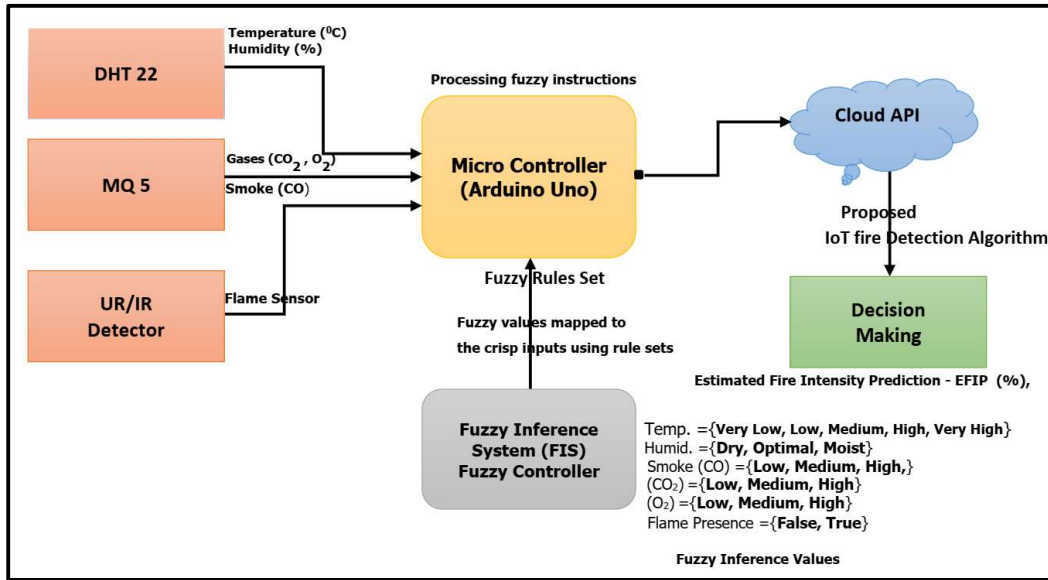 Temperature (⁰C)
Humidity (%)
DHT 22
Gases (CO₂ , O₂)
Smoke (CO)
MQ 5
Flame Sensor
UR/IR
Detector
Processing fuzzy instructions
Micro Controller
(Arduino Uno)
Fuzzy Rules Set
Fuzzy values mapped to
the crisp inputs using rule sets
Fuzzy Inference
System (FIS)
Fuzzy Controller
Cloud API
Proposed
IoT fire Detection Algorithm
Decision
Making
Estimated Fire Intensity Prediction - EFIP (%),
Temp. ={Very Low, Low, Medium, High, Very High}
Humid. ={Dry, Optimal, Moist}
Smoke (CO) ={Low, Medium, High,}
(CO₂) ={Low, Medium, High}
(O₂) ={Low, Medium, High}
Flame Presence ={False, True}
Fuzzy Inference Values